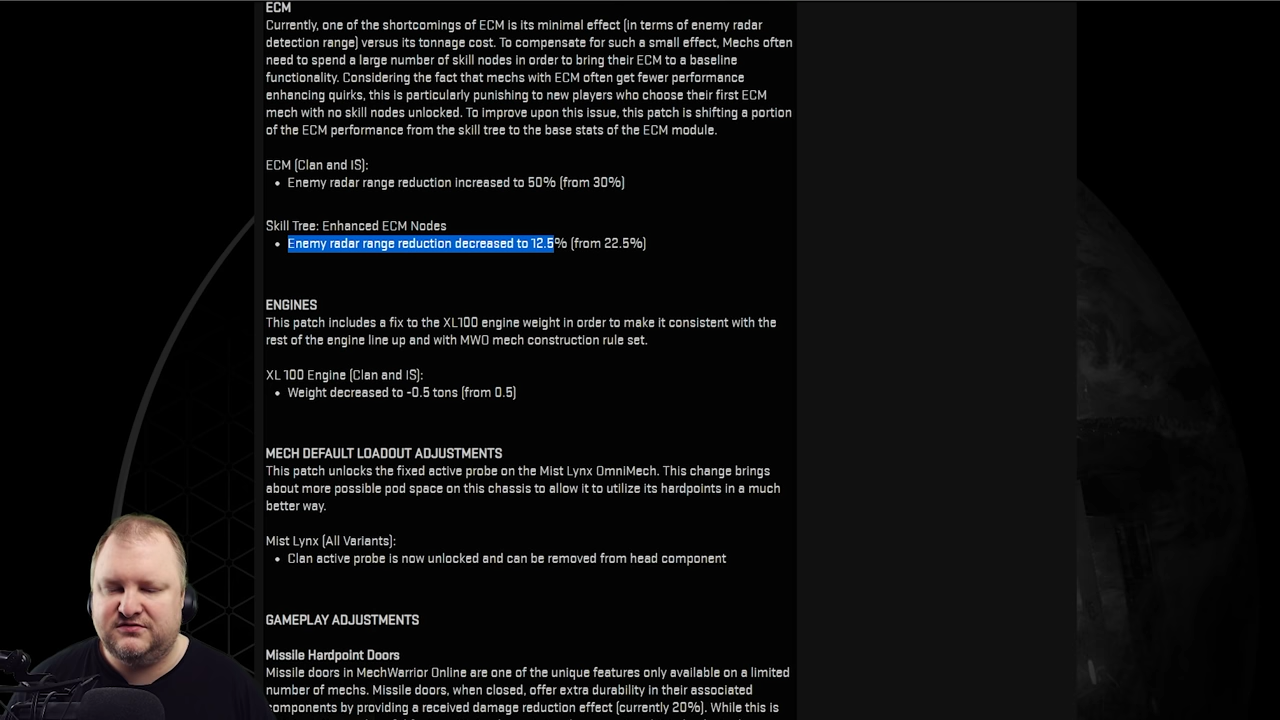 ECM
Currently, one of the shortcomings of ECM is its minimal effect (in terms of enemy radar
detection range) versus its tonnage cost. To compensate for such a small effect, Mechs often
need to spend a large number of skill nodes in order to bring their ECM to a baseline
functionality. Considering the fact that mechs with ECM often get fewer performance
enhancing quirks, this is particularly punishing to new players who choose their first ECM
mech with no skill nodes unlocked. To improve upon this issue, this patch is shifting a portion
of the ECM performance from the skill tree to the base stats of the ECM module.
ECM (Clan and IS):
• Enemy radar range reduction increased to 50% (from 30%)
Skill Tree: Enhanced ECM Nodes
• Enemy radar range reduction decreased to 12.5% (from 22.5%)
ENGINES
This patch includes a fix to the XL100 engine weight in order to make it consistent with the
rest of the engine line up and with MWO mech construction rule set.
XL 100 Engine (Clan and IS):
• Weight decreased to -0.5 tons (from 0.5)
MECH DEFAULT LOADOUT ADJUSTMENTS
This patch unlocks the fixed active probe on the Mist Lynx OmniMech. This change brings
about more possible pod space on this chassis to allow it to utilize its hardpoints in a much
better way.
Mist Lynx (All Variants):
• Clan active probe is now unlocked and can be removed from head component
GAMEPLAY ADJUSTMENTS
Missile Hardpoint Doors
Missile doors in MechWarrior Online are one of the unique features only available on a limited
number of mechs. Missile doors, when closed, offer extra durability in their associated
components by providing a received damage reduction effect (currently 20%). While this is